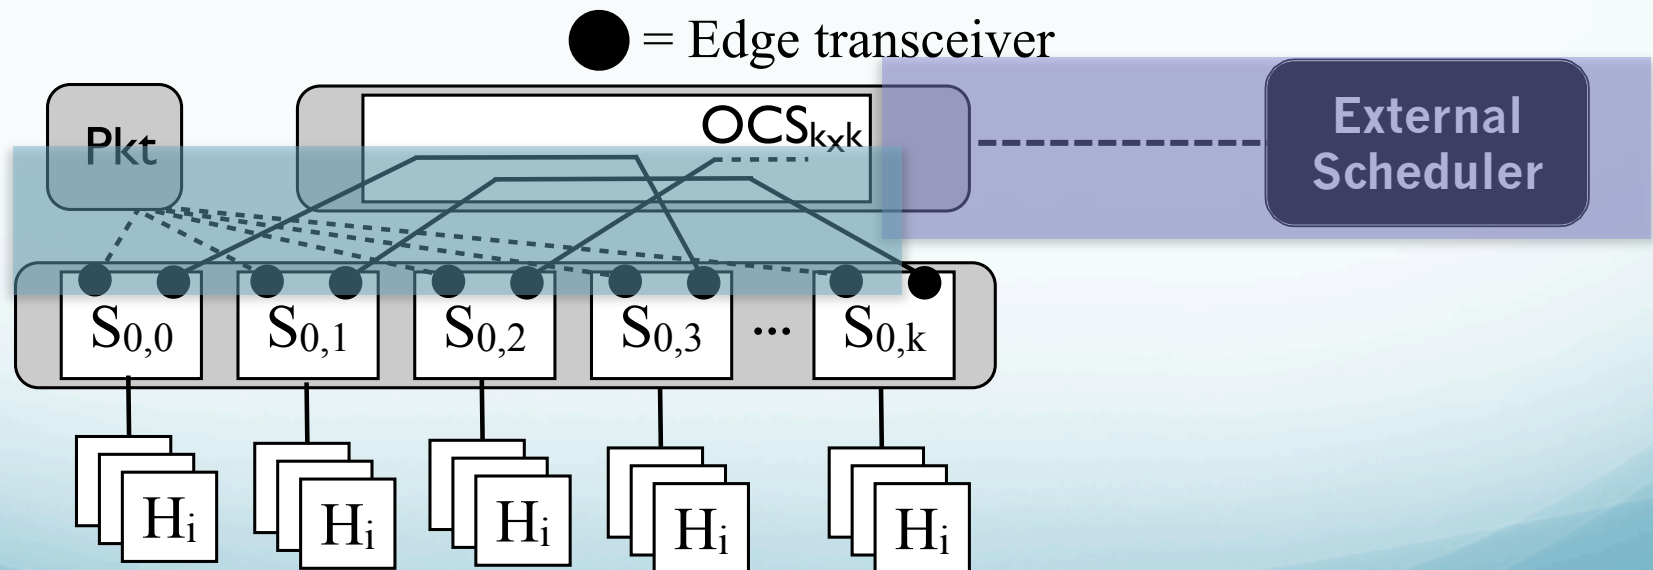 = Edge transceiver
Pkt
OCSkxk
External
Scheduler
S0,0 S0,1 S0,2 S0,3 ... S0,k
Hi Hi Hi Hi Hi